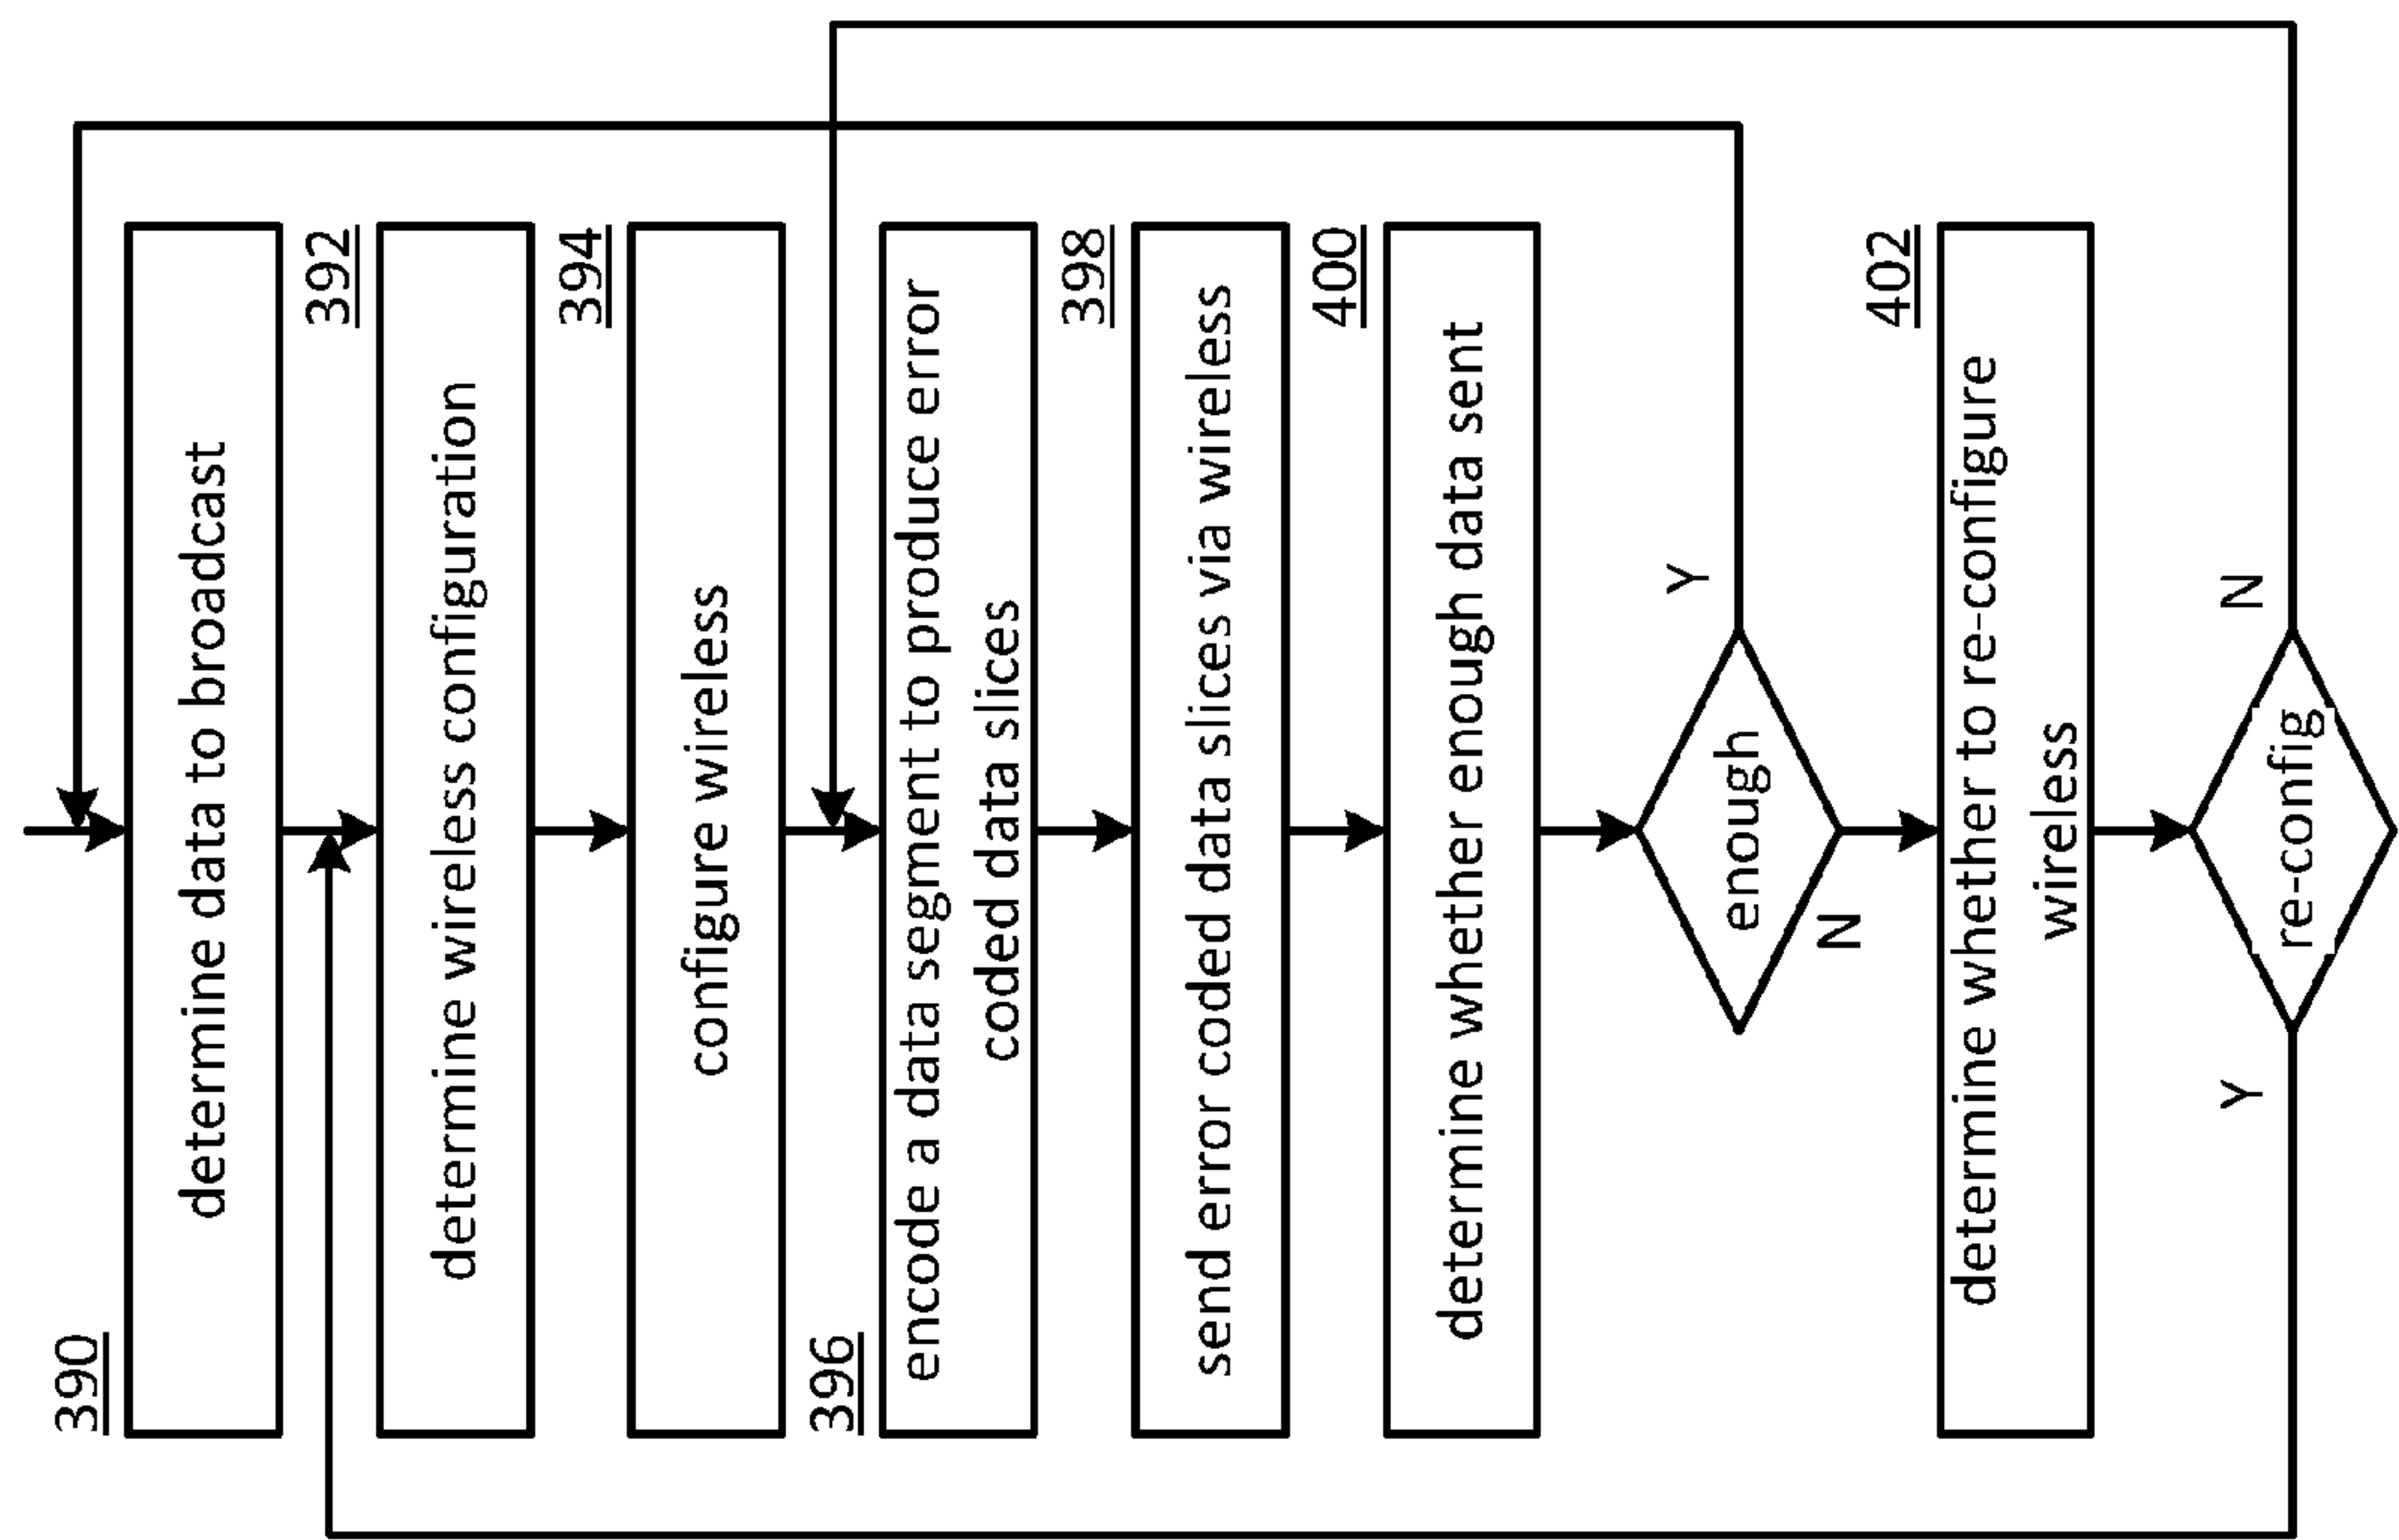 390
determine data to broadcast
392
determine wireless configuration
394
configure wireless
396
encode a data segment to produce error
coded data slices
398
send error coded data slices via wireless
400
determine whether enough data sent
enough
Y
N
402
determine whether to re-configure
wireless
re-config
Y
N